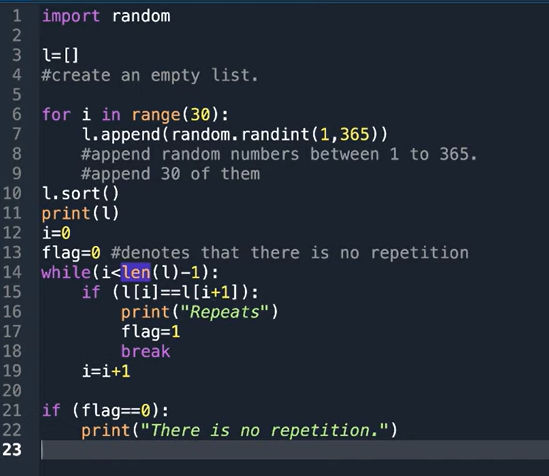 1 import random
2
3 l=[]
4 #create an empty list.
5
6 for i in range(30):
7     l.append(random.randint(1,365))
8     #append random numbers between 1 to 365.
9     #append 30 of them
10 l.sort()
11 print(l)
12 i=0
13 flag=0 #denotes that there is no repetition
14 while(i<len(l)-1):
15     if (l[i]==l[i+1]):
16         print("Repeats")
17         flag=1
18         break
19     i=i+1
20
21 if (flag==0):
22     print("There is no repetition.")
23